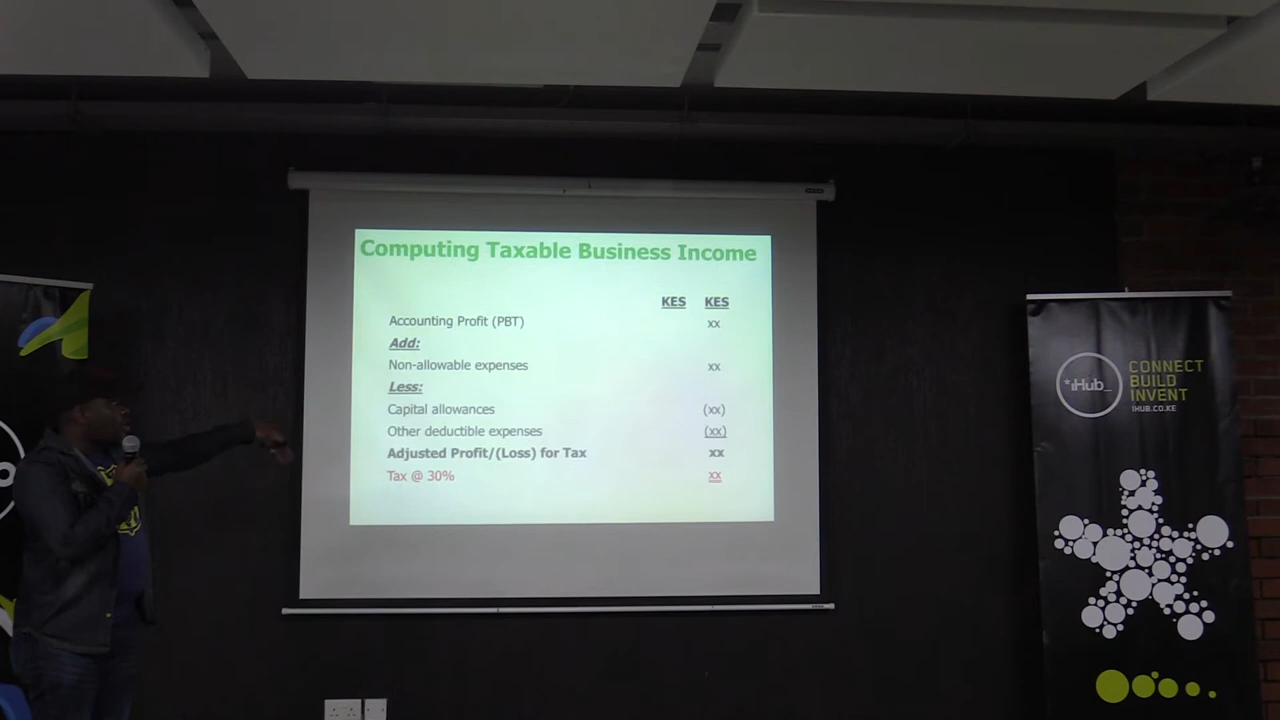 Computing Taxable Business Income
KES KES
Accounting Profit (PBT) xx
Add:
Non-allowable expenses xx
Less:
Capital allowances (xx)
Other deductible expenses (xx)
Adjusted Profit/(Loss) for Tax xx
Tax @ 30% xx
*iHub_
CONNECT
BUILD
INVENT
IHUB.CO.KE